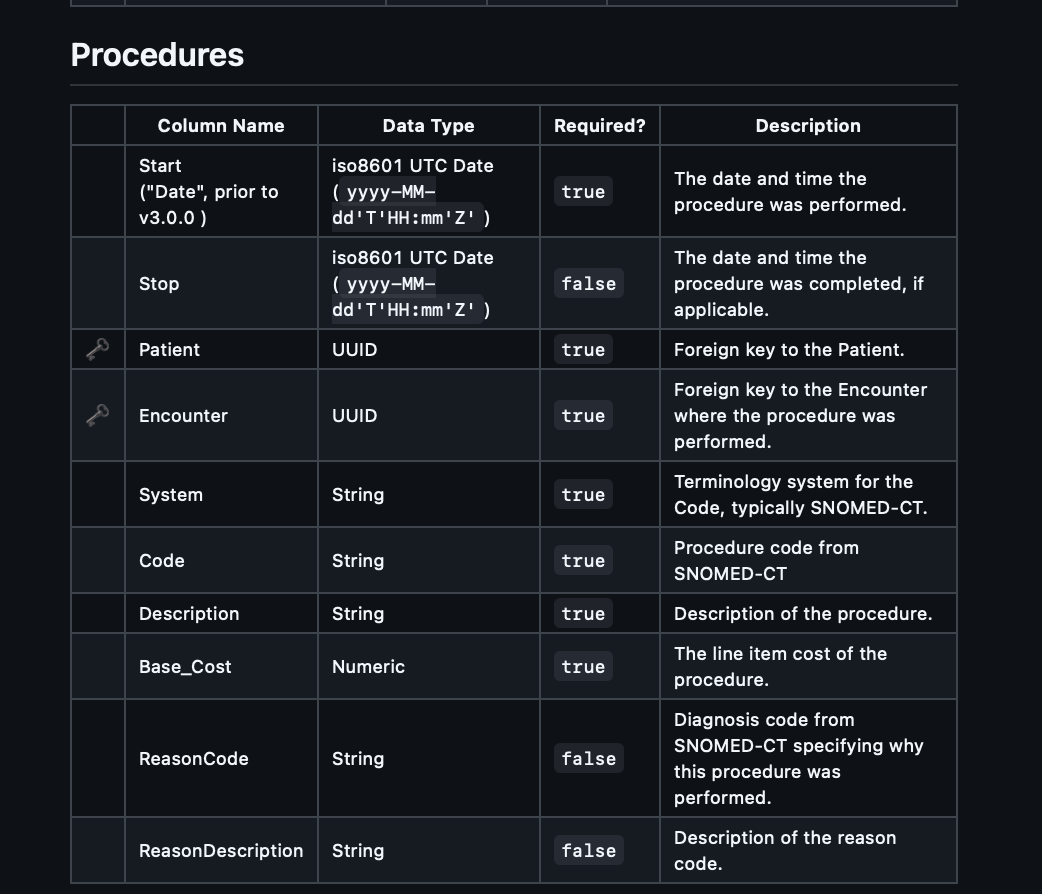 Procedures
Column Name Data Type Required? Description
Start
("Date", prior to
v3.0.0 )
iso8601 UTC Date
( yyyy-MM-
dd'T'HH:mm'Z' )
true
The date and time the
procedure was performed.
Stop
iso8601 UTC Date
( yyyy-MM-
dd'T'HH:mm'Z' )
false
The date and time the
procedure was completed, if
applicable.
Patient
UUID
true
Foreign key to the Patient.
Encounter
UUID
true
Foreign key to the Encounter
where the procedure was
performed.
System
String
true
Terminology system for the
Code, typically SNOMED-CT.
Code
String
true
Procedure code from
SNOMED-CT
Description
String
true
Description of the procedure.
Base_Cost
Numeric
true
The line item cost of the
procedure.
ReasonCode
String
false
Diagnosis code from
SNOMED-CT specifying why
this procedure was
performed.
ReasonDescription
String
false
Description of the reason
code.